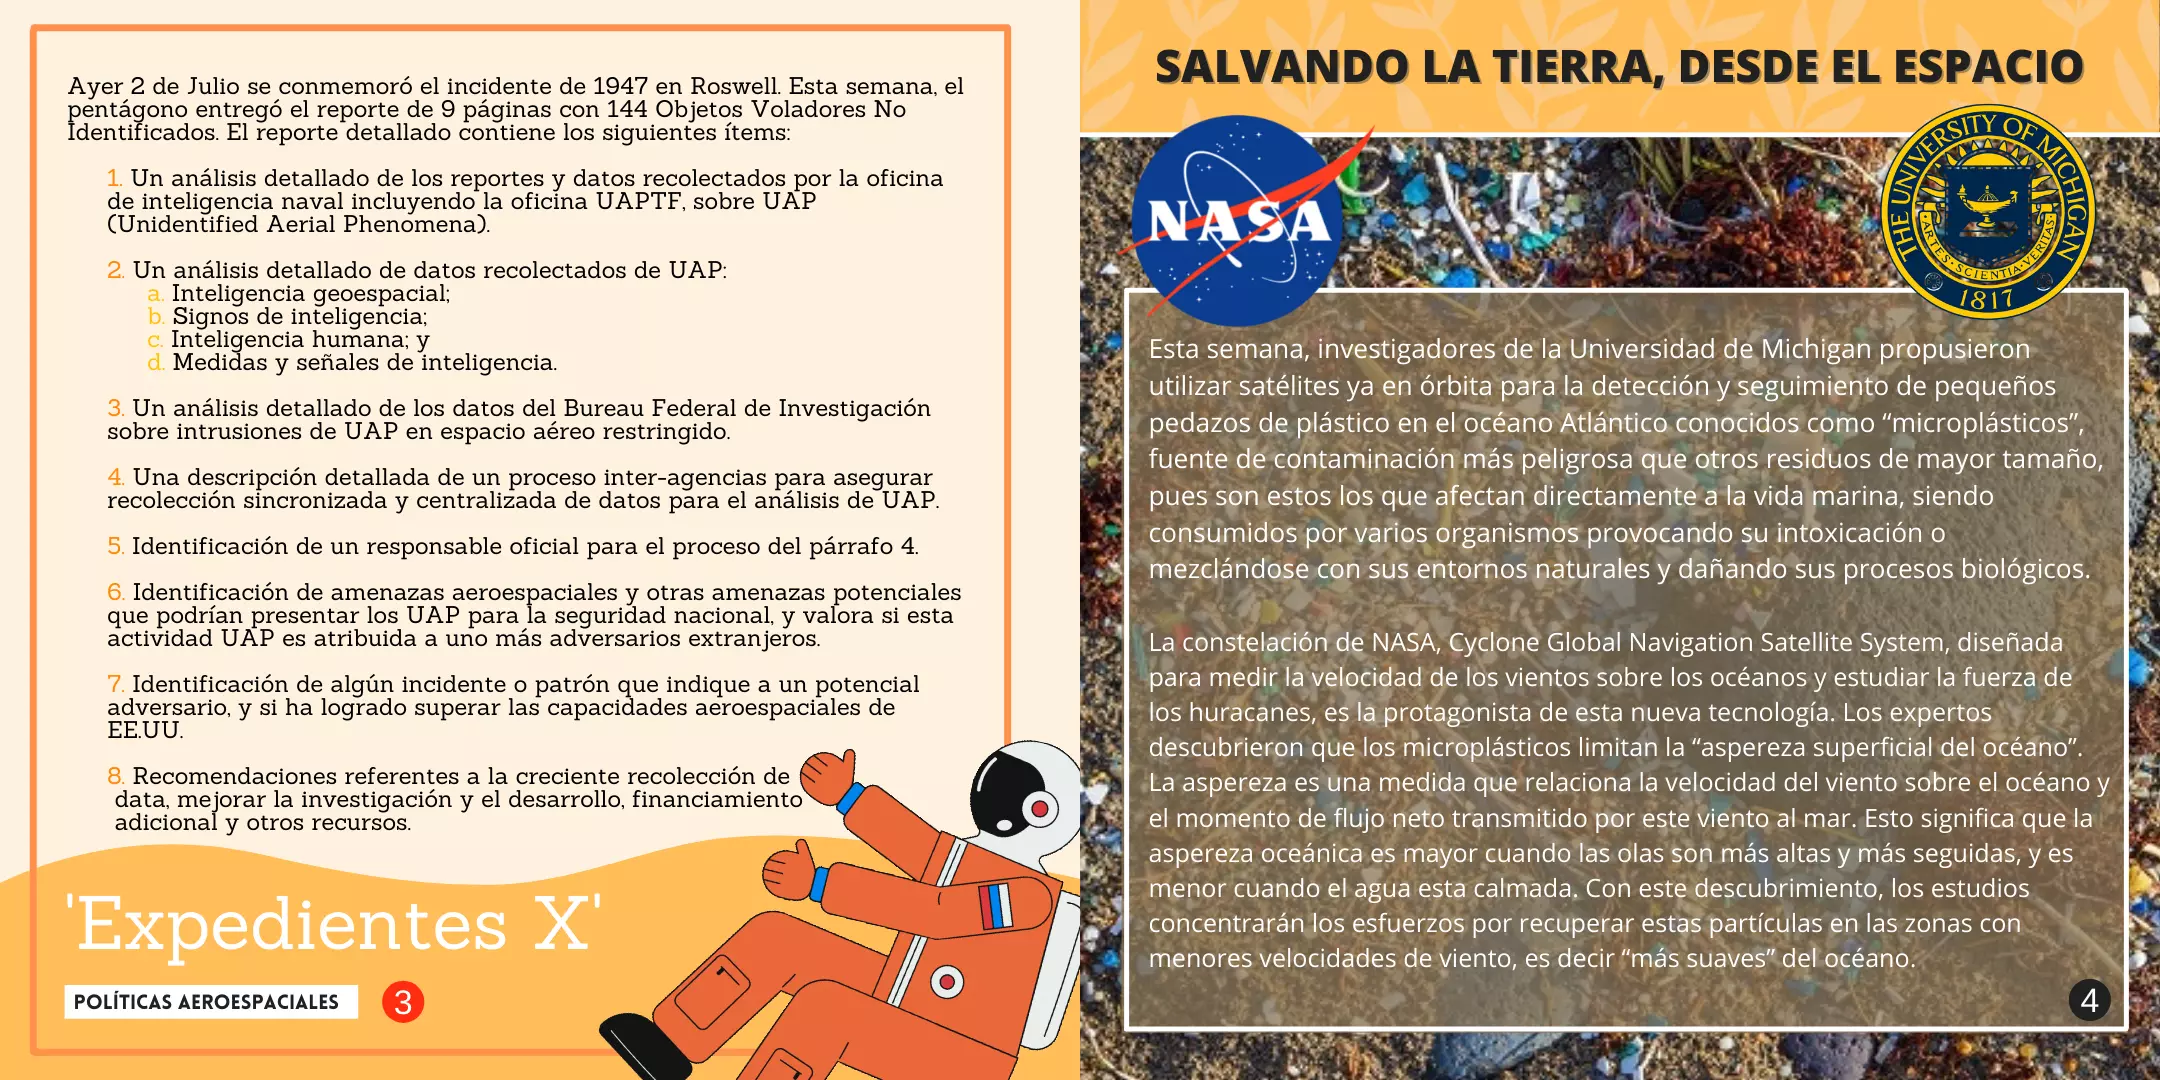 Ayer 2 de Julio se conmemoró el incidente de 1947 en Roswell. Esta semana, el
pentágono entregó el reporte de 9 páginas con 144 Objetos Voladores No
Identificados. El reporte detallado contiene los siguientes ítems:
1. Un análisis detallado de los reportes y datos recolectados por la oficina
de inteligencia naval incluyendo la oficina UAPTF, sobre UAP
(Unidentified Aerial Phenomena).
2. Un análisis detallado de datos recolectados de UAP:
a. Inteligencia geoespacial;
b. Signos de inteligencia;
c. Inteligencia humana; y
d. Medidas y señales de inteligencia.
3. Un análisis detallado de los datos del Bureau Federal de Investigación
sobre intrusiones de UAP en espacio aéreo restringido.
4. Una descripción detallada de un proceso inter-agencias para asegurar
recolección sincronizada y centralizada de datos para el análisis de UAP.
5. Identificación de un responsable oficial para el proceso del párrafo 4.
6. Identificación de amenazas aeroespaciales y otras amenazas potenciales
que podrían presentar los UAP para la seguridad nacional, y valora si esta
actividad UAP es atribuida a uno más adversarios extranjeros.
7. Identificación de algún incidente o patrón que indique a un potencial
adversario, y si ha logrado superar las capacidades aeroespaciales de
EE.UU.
8. Recomendaciones referentes a la creciente recolección de
data, mejorar la investigación y el desarrollo, financiamiento
adicional y otros recursos.
'Expedientes X'
POLÍTICAS AEROESPACIALES
3
SALVANDO LA TIERRA, DESDE EL ESPACIO
NASA
THE UNIVERSITY OF MICHIGAN
ARTES · SCIENTIA · VERITAS
1817
Esta semana, investigadores de la Universidad de Michigan propusieron
utilizar satélites ya en órbita para la detección y seguimiento de pequeños
pedazos de plástico en el océano Atlántico conocidos como “microplásticos”,
fuente de contaminación más peligrosa que otros residuos de mayor tamaño,
pues son estos los que afectan directamente a la vida marina, siendo
consumidos por varios organismos provocando su intoxicación o
mezclándose con sus entornos naturales y dañando sus procesos biológicos.
La constelación de NASA, Cyclone Global Navigation Satellite System, diseñada
para medir la velocidad de los vientos sobre los océanos y estudiar la fuerza de
los huracanes, es la protagonista de esta nueva tecnología. Los expertos
descubrieron que los microplásticos limitan la “aspereza superficial del océano”.
La aspereza es una medida que relaciona la velocidad del viento sobre el océano y
el momento de flujo neto transmitido por este viento al mar. Esto significa que la
aspereza oceánica es mayor cuando las olas son más altas y más seguidas, y es
menor cuando el agua esta calmada. Con este descubrimiento, los estudios
concentrarán los esfuerzos por recuperar estas partículas en las zonas con
menores velocidades de viento, es decir “más suaves” del océano.
4